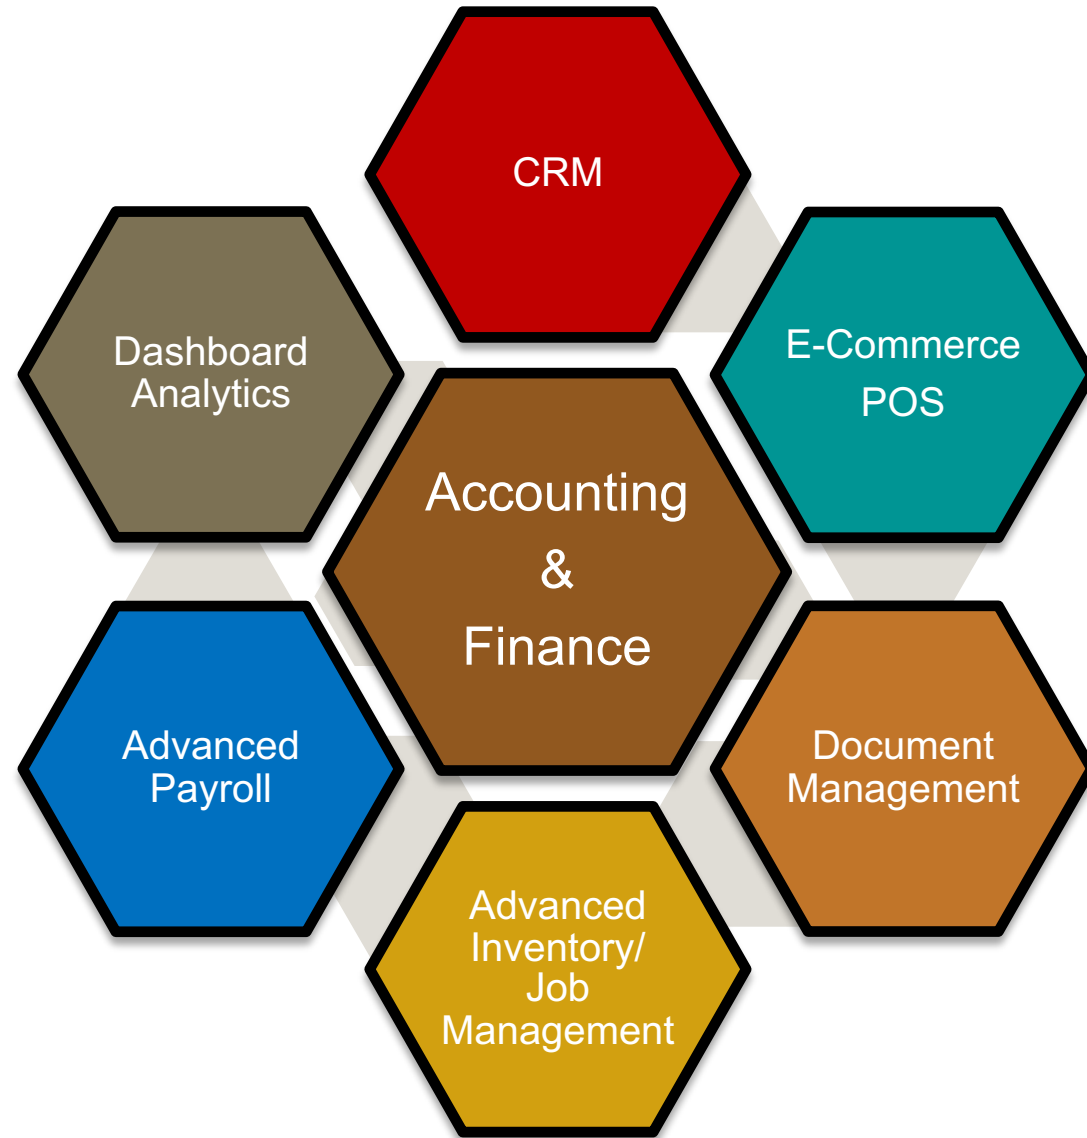 CRM
Dashboard
Analytics
E-Commerce
POS
Accounting
&
Finance
Advanced
Payroll
Document
Management
Advanced
Inventory/
Job
Management